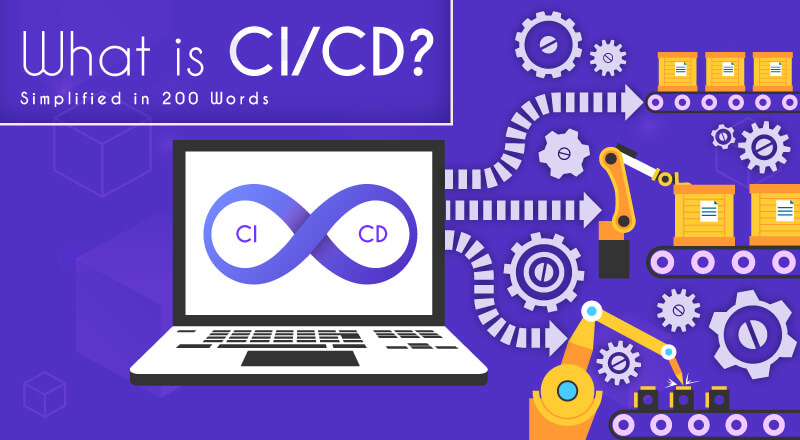 What is CI/CD?
Simplified in 200 Words
CI
CD